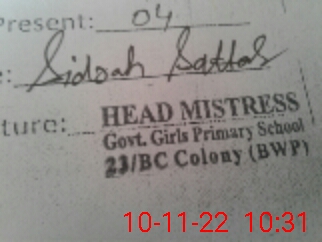 Present: 04
e: Sidrah Sattar
ture:
HEAD MISTRESS
Govt. Girls Primary School
23/BC Colony (BWP)
10-11-22 10:31